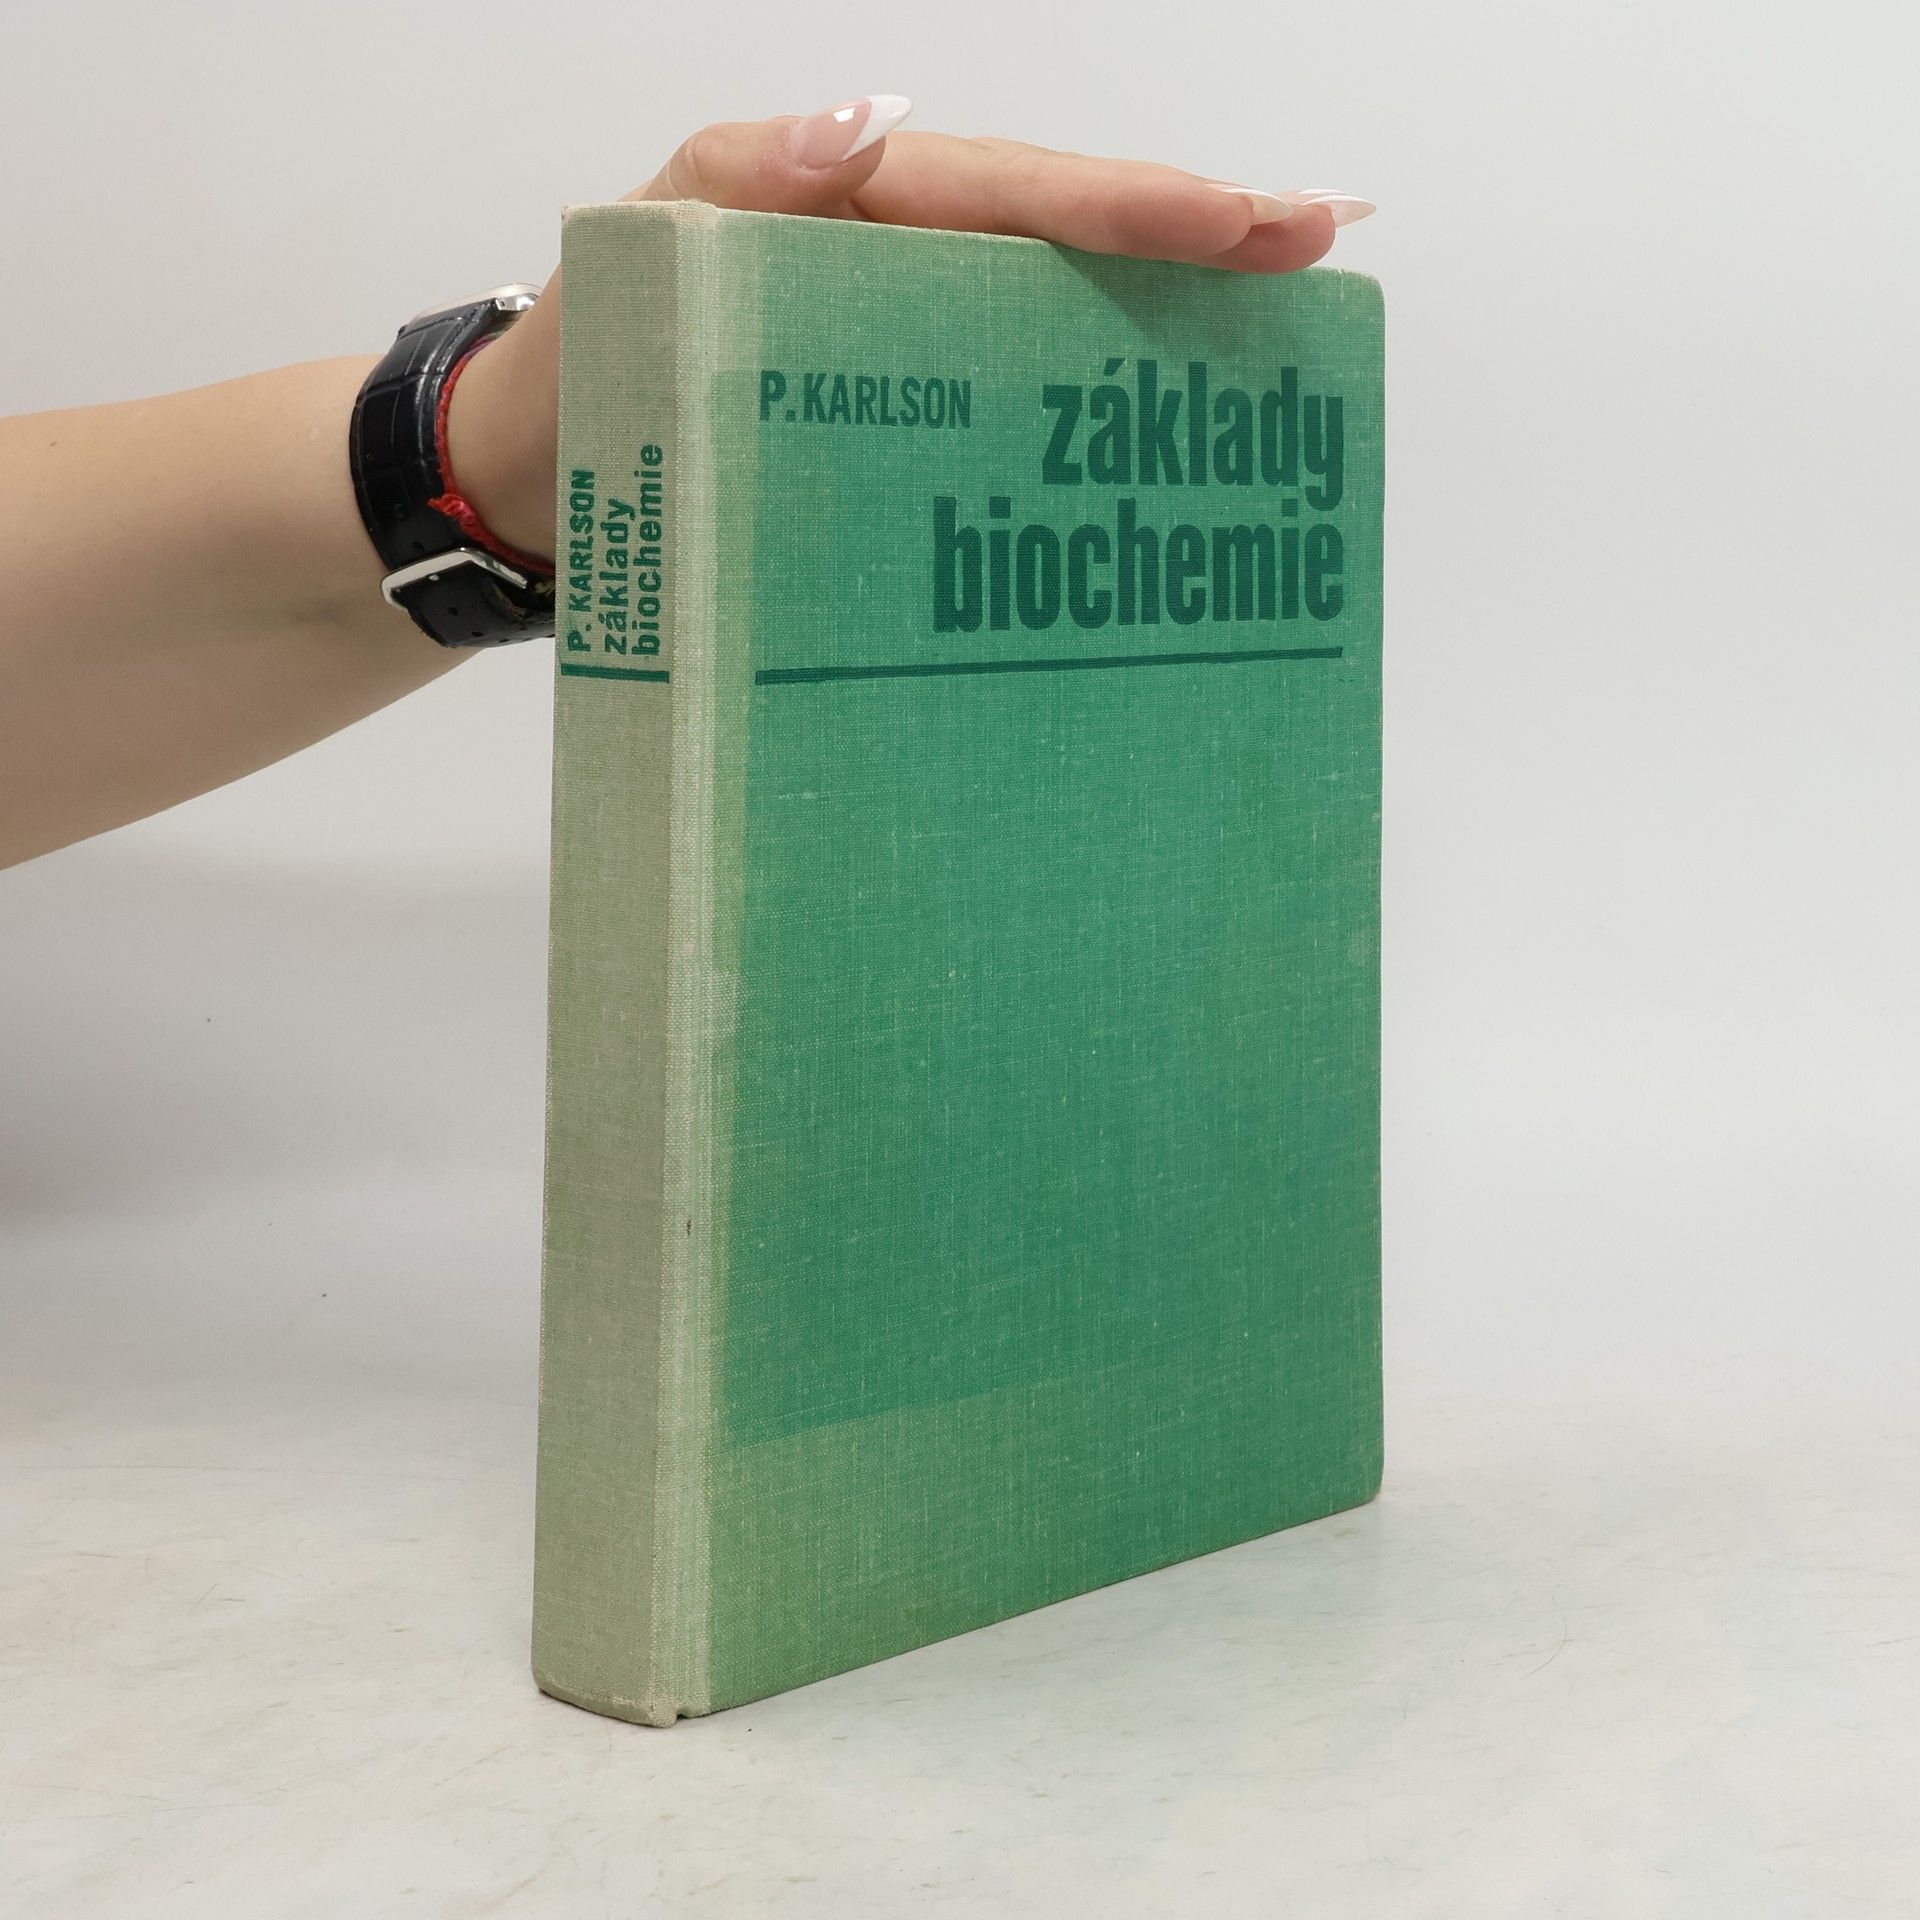 P. KARLSON
základy
biochemie
P. KARLSON
základy
biochemie